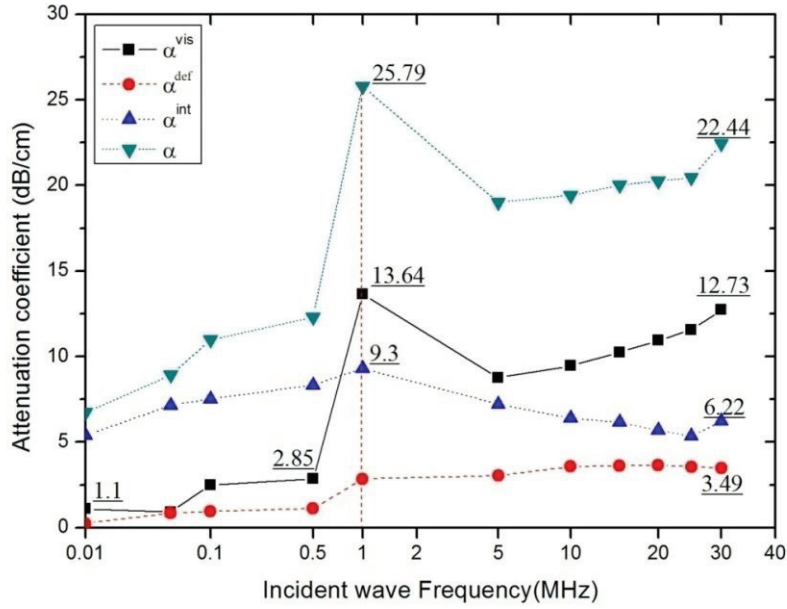 30
25
20
15
10
5
0
Attenuation coefficient (dB/cm)
α^vis
α^def
α^int
α
25.79
22.44
13.64
12.73
9.3
6.22
2.85
3.49
1.1
0.01 0.1 0.5 1 2 5 10 20 30 40
Incident wave Frequency(MHz)